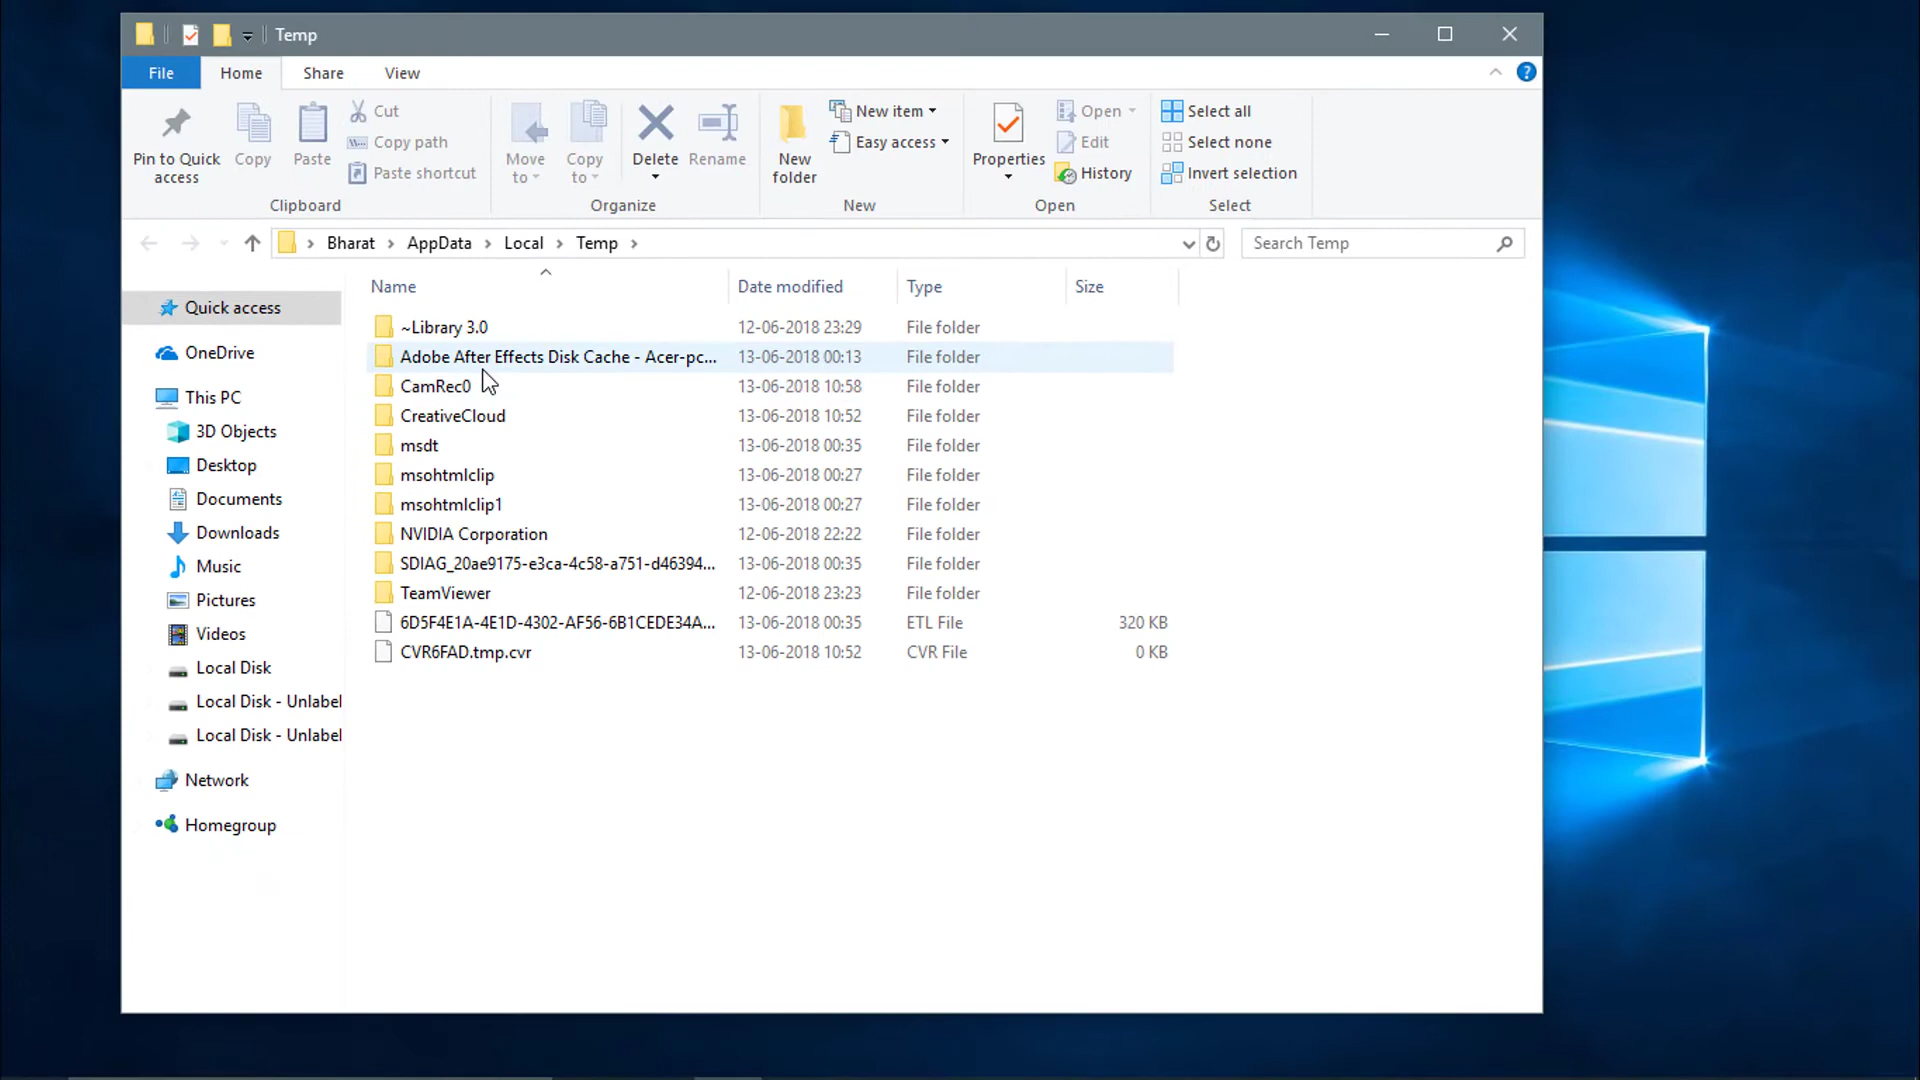 Temp
File Home Share View
Pin to Quick access
Copy
Paste
Cut
Copy path
Paste shortcut
Move to
Copy to
Delete
Rename
New folder
New item
Easy access
Properties
Open
Edit
History
Select all
Select none
Invert selection
Clipboard Organize New Open Select
Bharat AppData Local Temp
Search Temp
Name Date modified Type Size
Quick access
OneDrive
This PC
3D Objects
Desktop
Documents
Downloads
Music
Pictures
Videos
Local Disk
Local Disk - Unlabel
Local Disk - Unlabel
Network
Homegroup
~Library 3.0 12-06-2018 23:29 File folder
Adobe After Effects Disk Cache - Acer-pc... 13-06-2018 00:13 File folder
CamRec0 13-06-2018 10:58 File folder
CreativeCloud 13-06-2018 10:52 File folder
msdt 13-06-2018 00:35 File folder
msohtmlclip 13-06-2018 00:27 File folder
msohtmlclip1 13-06-2018 00:27 File folder
NVIDIA Corporation 12-06-2018 22:22 File folder
SDIAG_20ae9175-e3ca-4c58-a751-d46394... 13-06-2018 00:35 File folder
TeamViewer 12-06-2018 23:23 File folder
6D5F4E1A-4E1D-4302-AF56-6B1CEDE34A... 13-06-2018 00:35 ETL File 320 KB
CVR6FAD.tmp.cvr 13-06-2018 10:52 CVR File 0 KB